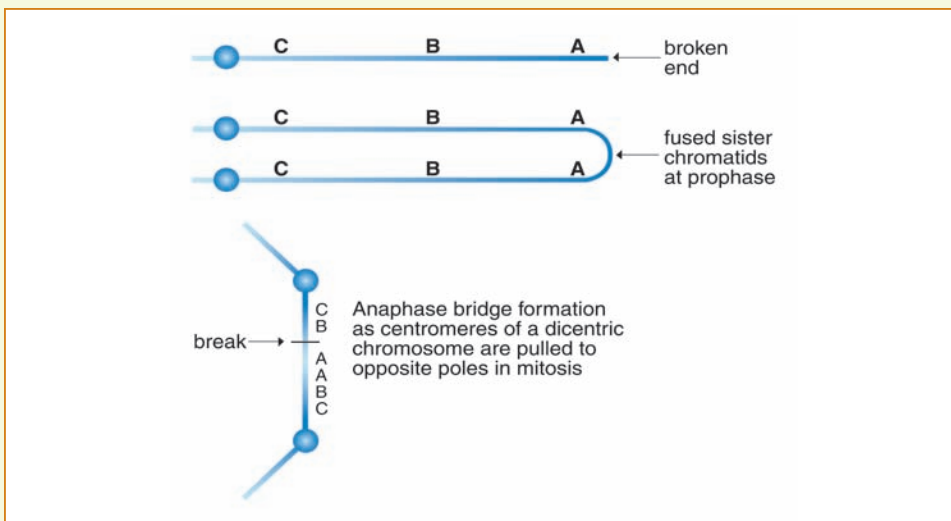 C B A
broken
end
C B A
fused sister
chromatids
at prophase
C B A
C
B
break
A
A
B
C
Anaphase bridge formation
as centromeres of a dicentric
chromosome are pulled to
opposite poles in mitosis